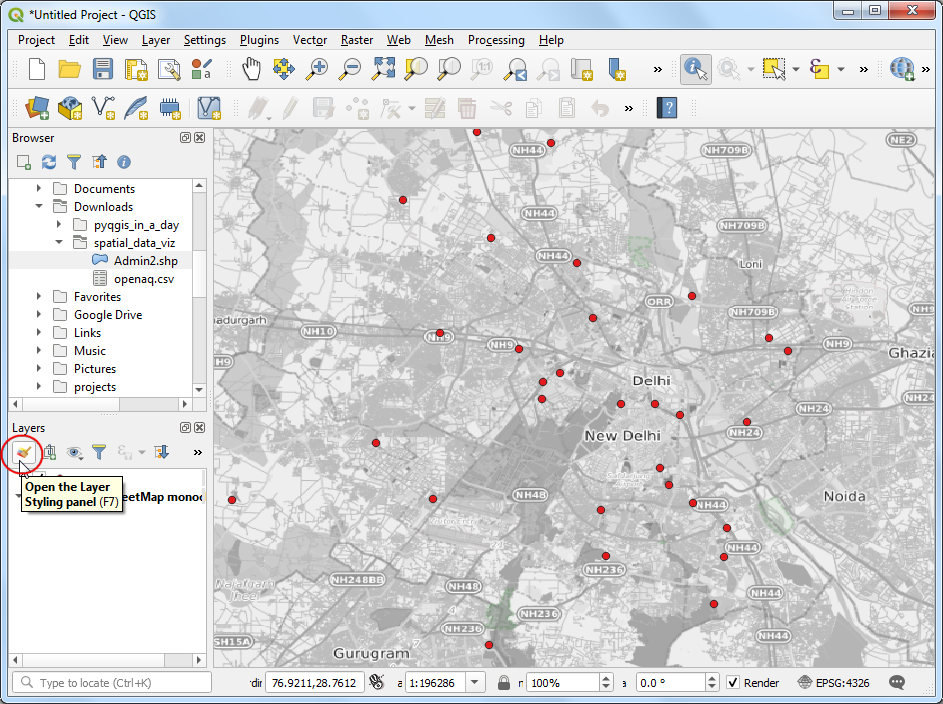 *Untitled Project - QGIS
Project Edit View Layer Settings Plugins Vector Raster Web Mesh Processing Help
Browser
Documents
Downloads
pyqgis_in_a_day
spatial_data_viz
Admin2.shp
openaq.csv
Favorites
Google Drive
Links
Music
Pictures
projects
Layers
Open the Layer
Styling panel (F7)
eetMap monoc
NH44
NH709B
NE2
NH44
NH709B
NH44
Loni
ORR
NH709B
NH9
adurgarh
NH10
NH9
NH9
NH9
Ghazia
H9
Delhi
NH24
NH24
New Delhi
NH24
NH48
NH44
Noida
NH44
NH236
NH248BB
NH48
NH44
NH236
NH236
NH44
SH15A
Gurugram
Type to locate (Ctrl+K)
dir 76.9211,28.7612
1:196286
100%
0.0 °
Render
EPSG:4326